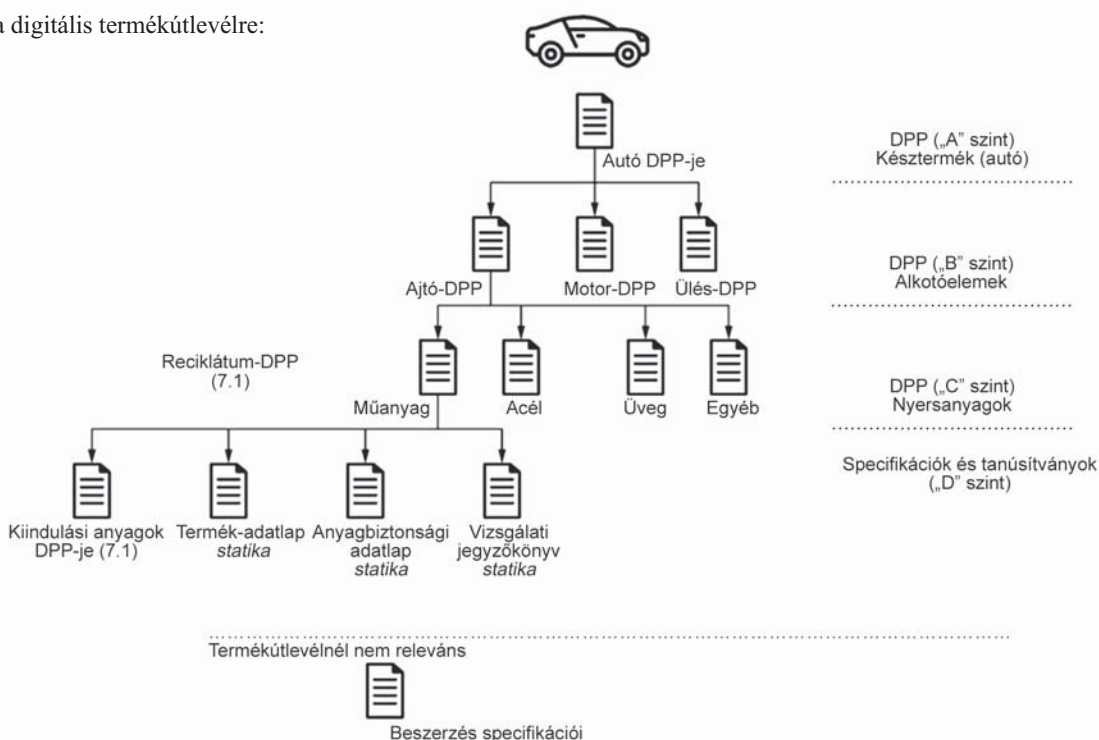 a digitális termékútlevélre:
Autó DPP-je
DPP („A” szint)
Késztermék (autó)
Ajtó-DPP
Motor-DPP
Ülés-DPP
DPP („B” szint)
Alkotóelemek
Reciklátum-DPP
(7.1)
Műanyag
Acél
Üveg
Egyéb
DPP („C” szint)
Nyersanyagok
Specifikációk és tanúsítványok
(„D” szint)
Kiindulási anyagok
DPP-je (7.1)
Termék-adatlap
statika
Anyagbiztonsági
adatlap
statika
Vizsgálati
jegyzőkönyv
statika
Termékútlevélnél nem releváns
Beszerzés specifikációi